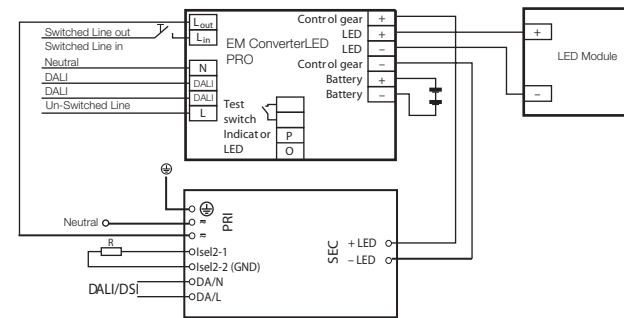 Switched Line out
Switched Line in
Neutral
DALI
DALI
Un-Switched Line
Lout
Lin
N
DALI
DALI
L
EM ConverterLED
PRO
Test
switch
Indicator
LED
P
O
Control gear +
LED +
LED –
Control gear –
Battery +
Battery –
+
–
LED Module
Neutral
R
DALI/DSI
≂
=
PRI
Isel2-1
Isel2-2 (GND)
DA/N
DA/L
SEC
+ LED
– LED